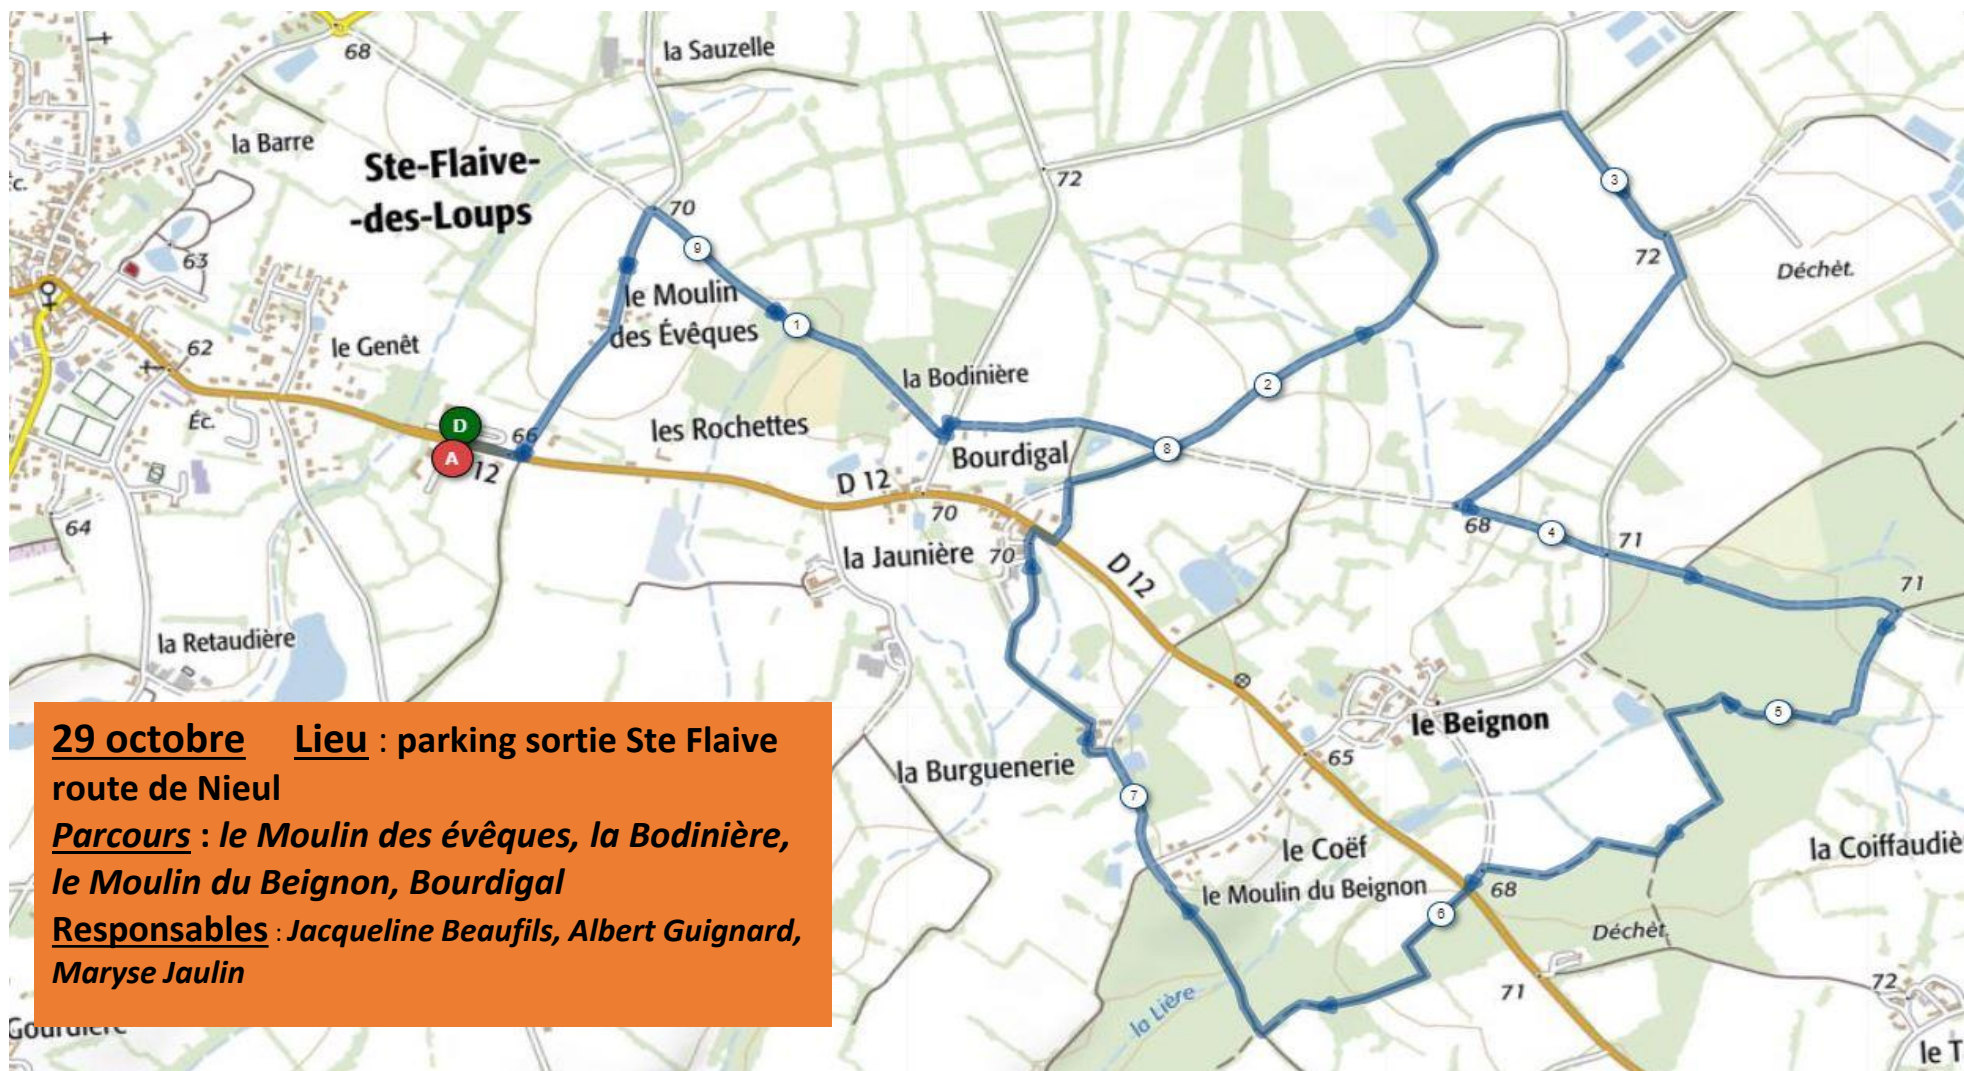 68
la Sauzelle
la Barre
Ste-Flaive-
-des-Loups
72
3
70
9
63
72
Déchèt.
le Moulin
des Évêques
1
62
le Genêt
la Bodinière
2
Éc.
D
66
les Rochettes
A
12
Bourdigal
8
D 12
70
64
68
4
71
la Jaunière
70
D 12
71
la Retaudière
le Beignon
5
65
la Burguenerie
7
le Coëf
la Coiffaudiè
le Moulin du Beignon
68
6
Déchèt.
71
72
la Lière
le T
29 octobre Lieu : parking sortie Ste Flaive
route de Nieul
Parcours : le Moulin des évêques, la Bodinière,
le Moulin du Beignon, Bourdigal
Responsables : Jacqueline Beaufils, Albert Guignard,
Maryse Jaulin